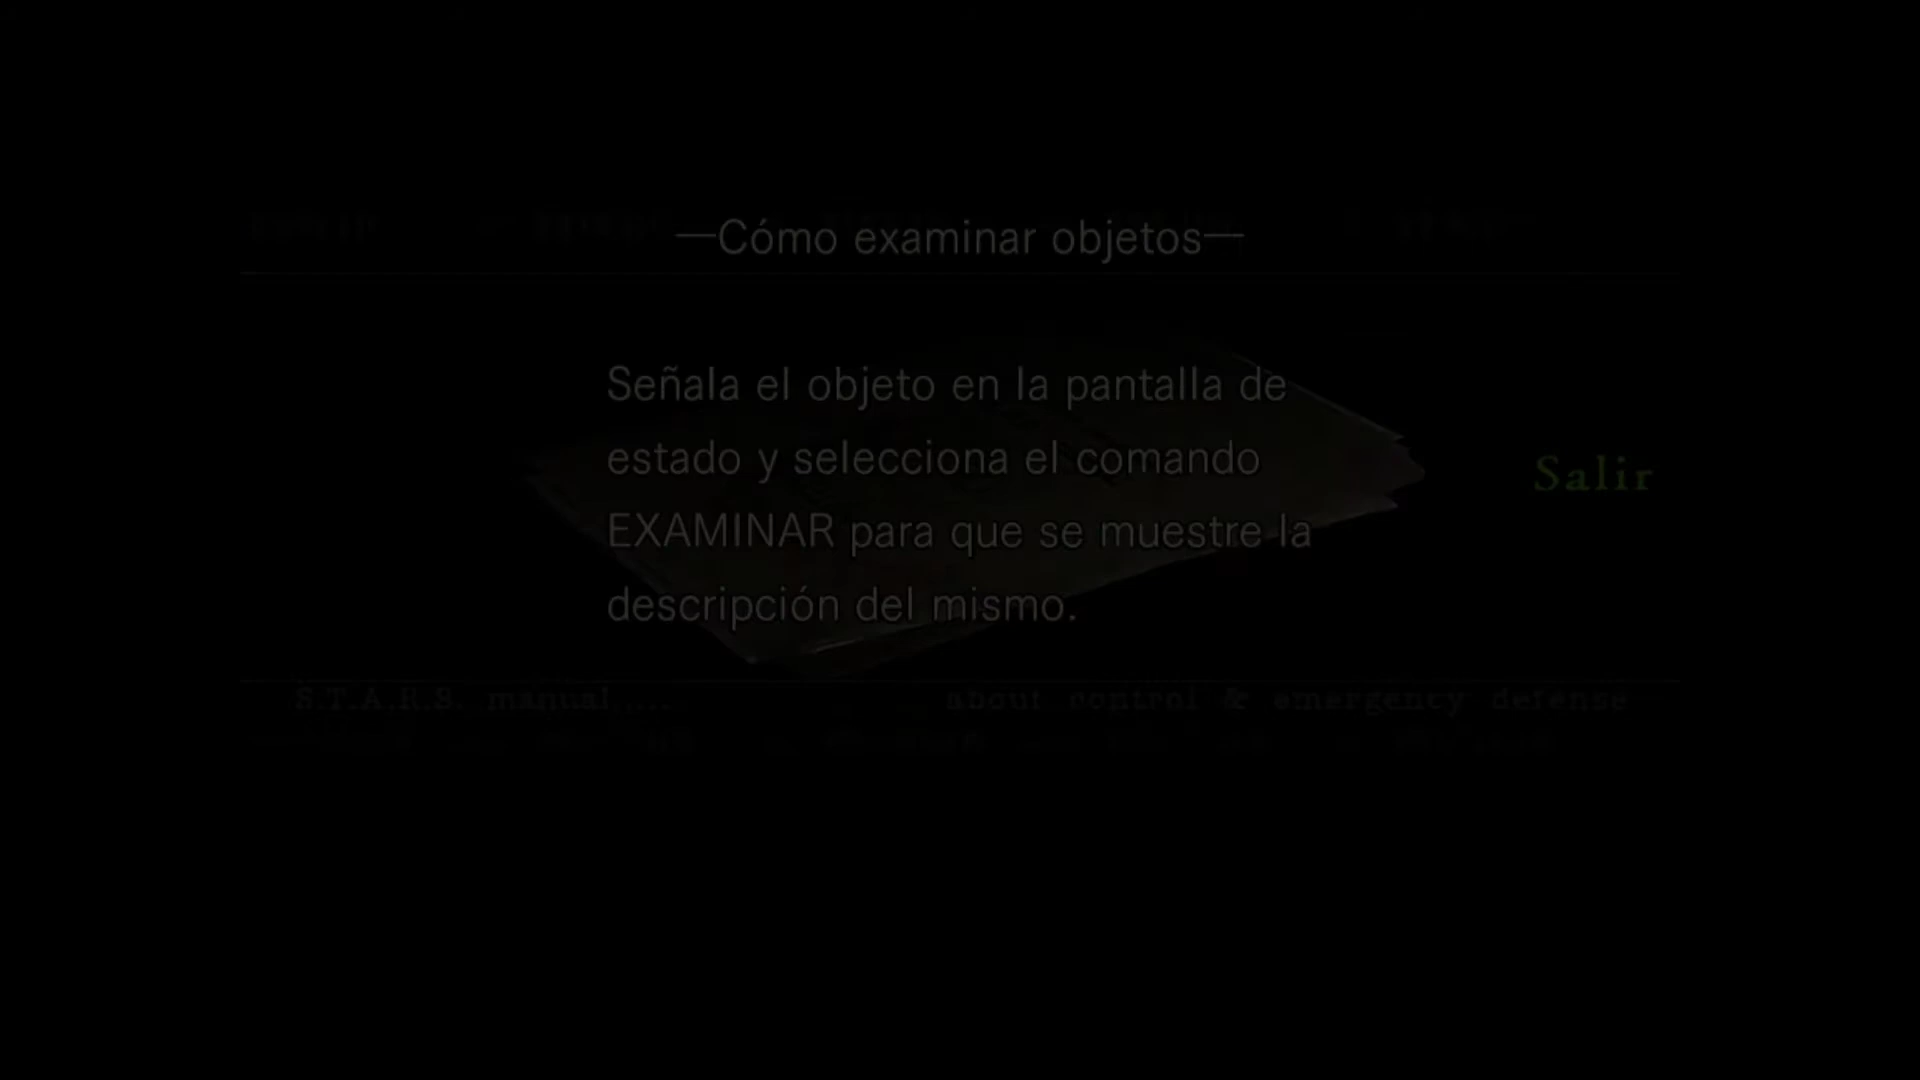 —Cómo examinar objetos—
Señala el objeto en la pantalla de
estado y selecciona el comando
EXAMINAR para que se muestre la
descripción del mismo.
Salir
S.T.A.R.S. manual..... about control & emergency defense